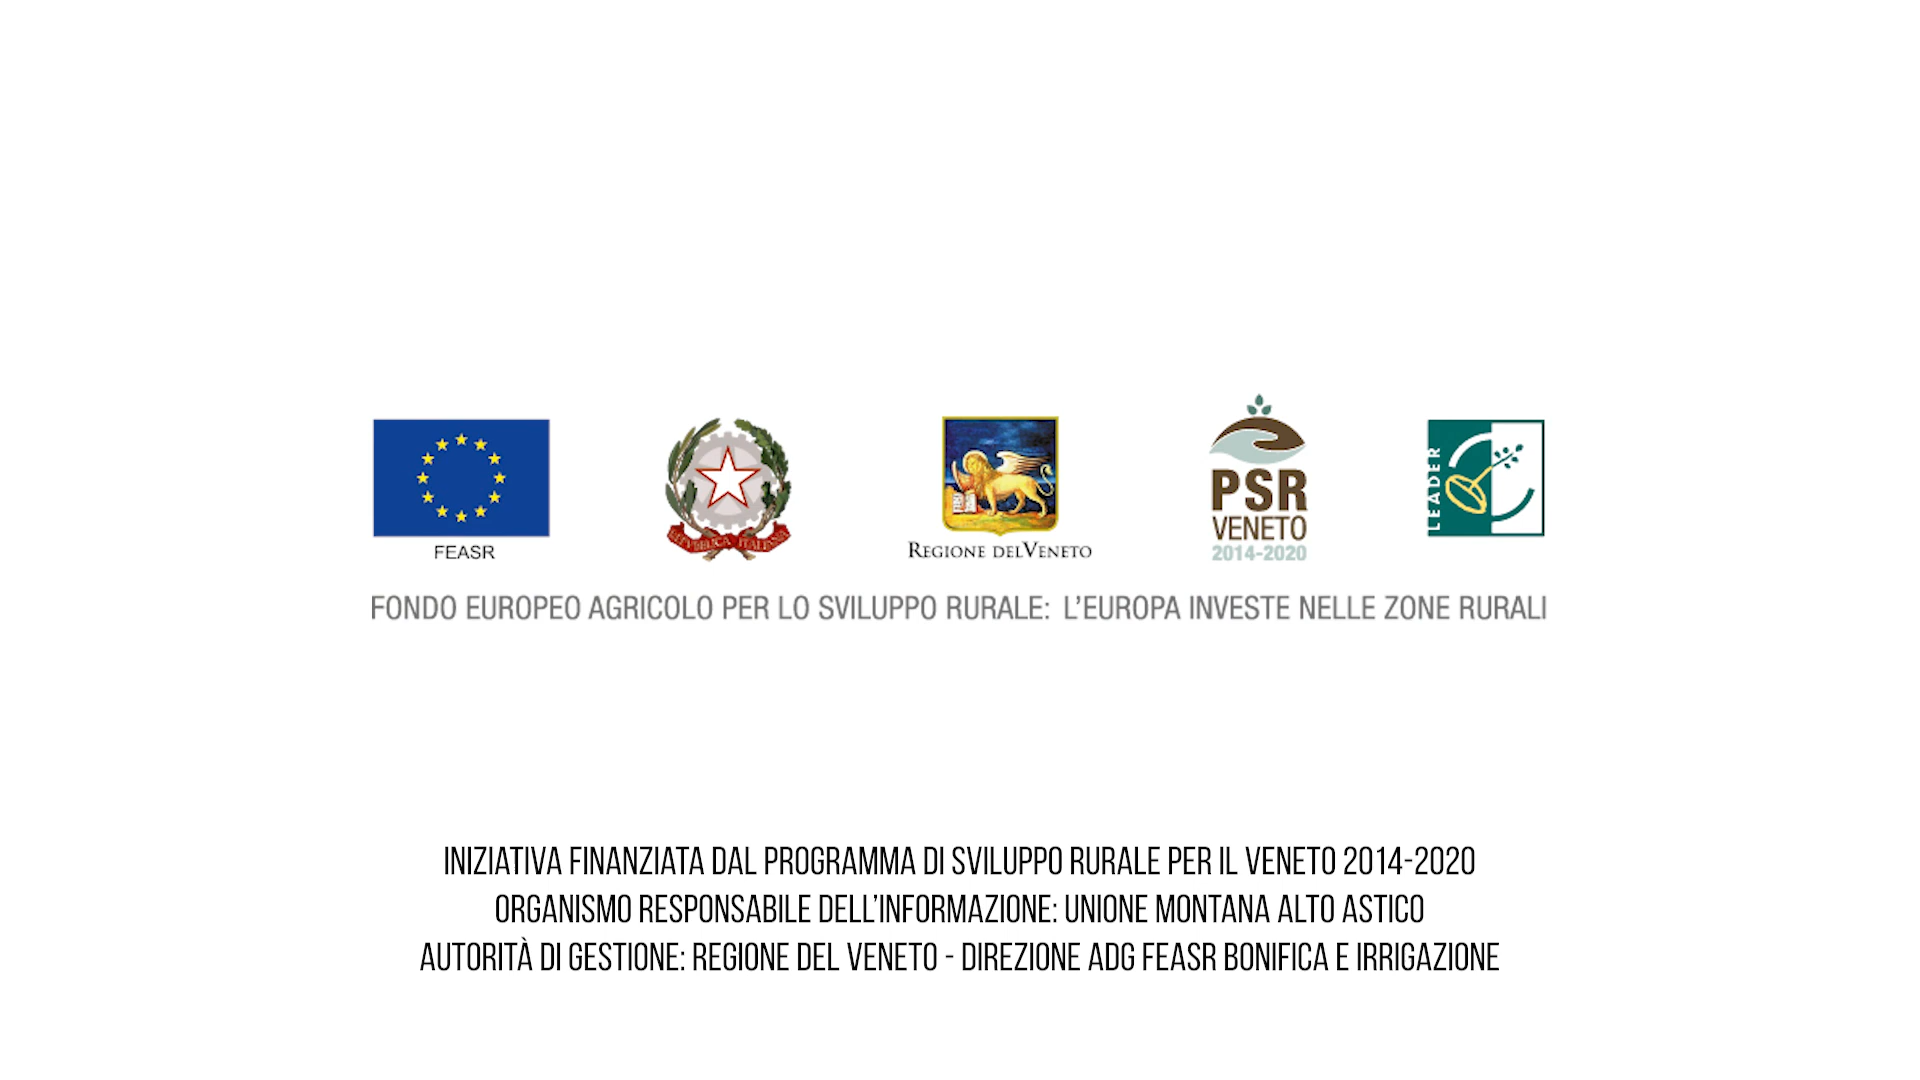 FEASR
REPVBBLICA ITALIANA
REGIONE DEL VENETO
PSR
VENETO
2014-2020
LEADER
FONDO EUROPEO AGRICOLO PER LO SVILUPPO RURALE: L'EUROPA INVESTE NELLE ZONE RURALI
INIZIATIVA FINANZIATA DAL PROGRAMMA DI SVILUPPO RURALE PER IL VENETO 2014-2020
ORGANISMO RESPONSABILE DELL'INFORMAZIONE: UNIONE MONTANA ALTO ASTICO
AUTORITÀ DI GESTIONE: REGIONE DEL VENETO - DIREZIONE ADG FEASR BONIFICA E IRRIGAZIONE